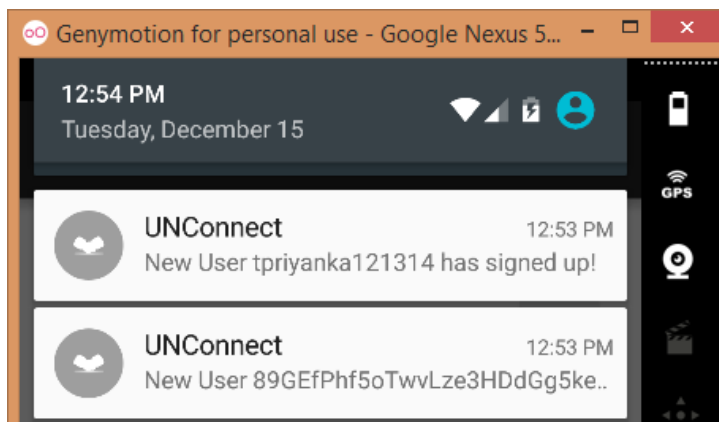 Genymotion for personal use - Google Nexus 5...
12:54 PM
Tuesday, December 15
GPS
UNConnect 12:53 PM
New User tpriyanka121314 has signed up!
UNConnect 12:53 PM
New User 89GEfPhf5oTwvLze3HDdGg5ke..